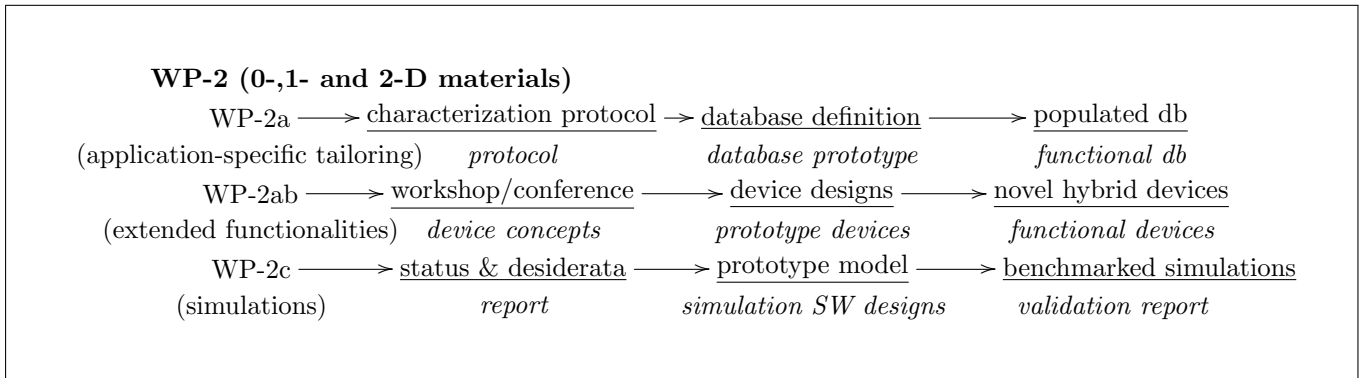 WP-2 (0-,1- and 2-D materials)
WP-2a characterization protocol database definition populated db
(application-specific tailoring) protocol database prototype functional db
WP-2ab workshop/conference device designs novel hybrid devices
(extended functionalities) device concepts prototype devices functional devices
WP-2c status & desiderata prototype model benchmarked simulations
(simulations) report simulation SW designs validation report